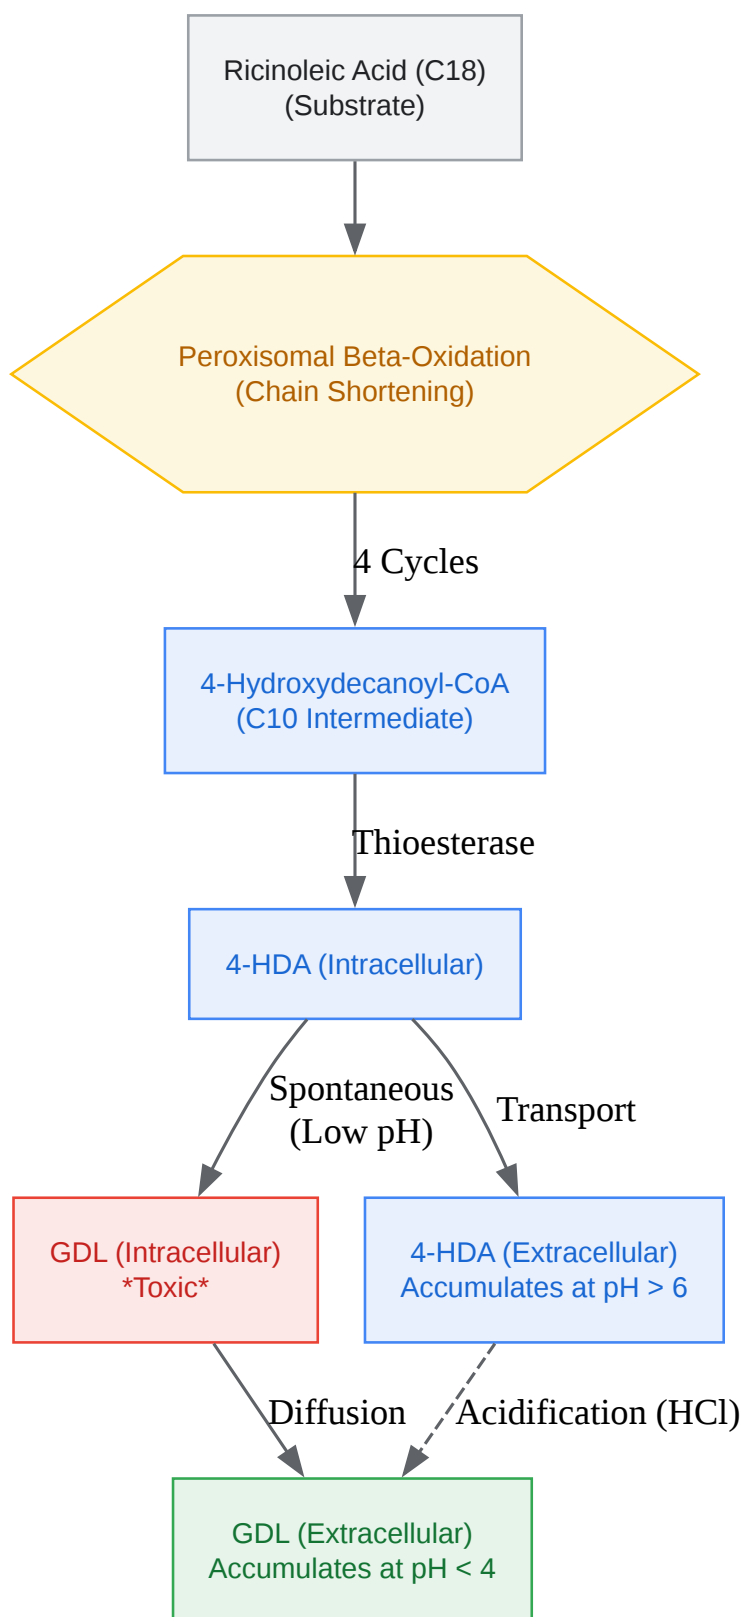 Ricinoleic Acid (C18)
(Substrate)
Peroxisomal Beta-Oxidation
(Chain Shortening)
4 Cycles
4-Hydroxydecanoyl-CoA
(C10 Intermediate)
Thioesterase
4-HDA (Intracellular)
Spontaneous
(Low pH)
Transport
GDL (Intracellular)
*Toxic*
4-HDA (Extracellular)
Accumulates at pH > 6
Diffusion
Acidification (HCl)
GDL (Extracellular)
Accumulates at pH < 4